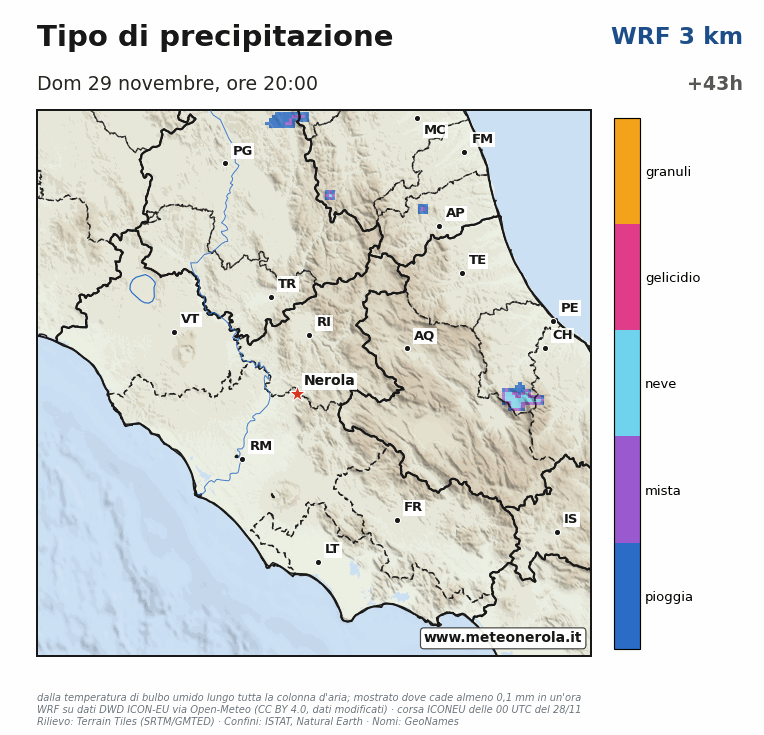 Tipo di precipitazione
WRF 3 km
Dom 29 novembre, ore 20:00
+43h
MC
FM
PG
AP
TE
TR
PE
VT
RI
AQ
CH
Nerola
RM
FR
IS
LT
www.meteonerola.it
granuli
gelicidio
neve
mista
pioggia
dalla temperatura di bulbo umido lungo tutta la colonna d'aria; mostrato dove cade almeno 0,1 mm in un'ora
WRF su dati DWD ICON-EU via Open-Meteo (CC BY 4.0, dati modificati) · corsa ICONEU delle 00 UTC del 28/11
Rilievo: Terrain Tiles (SRTM/GMTED) · Confini: ISTAT, Natural Earth · Nomi: GeoNames